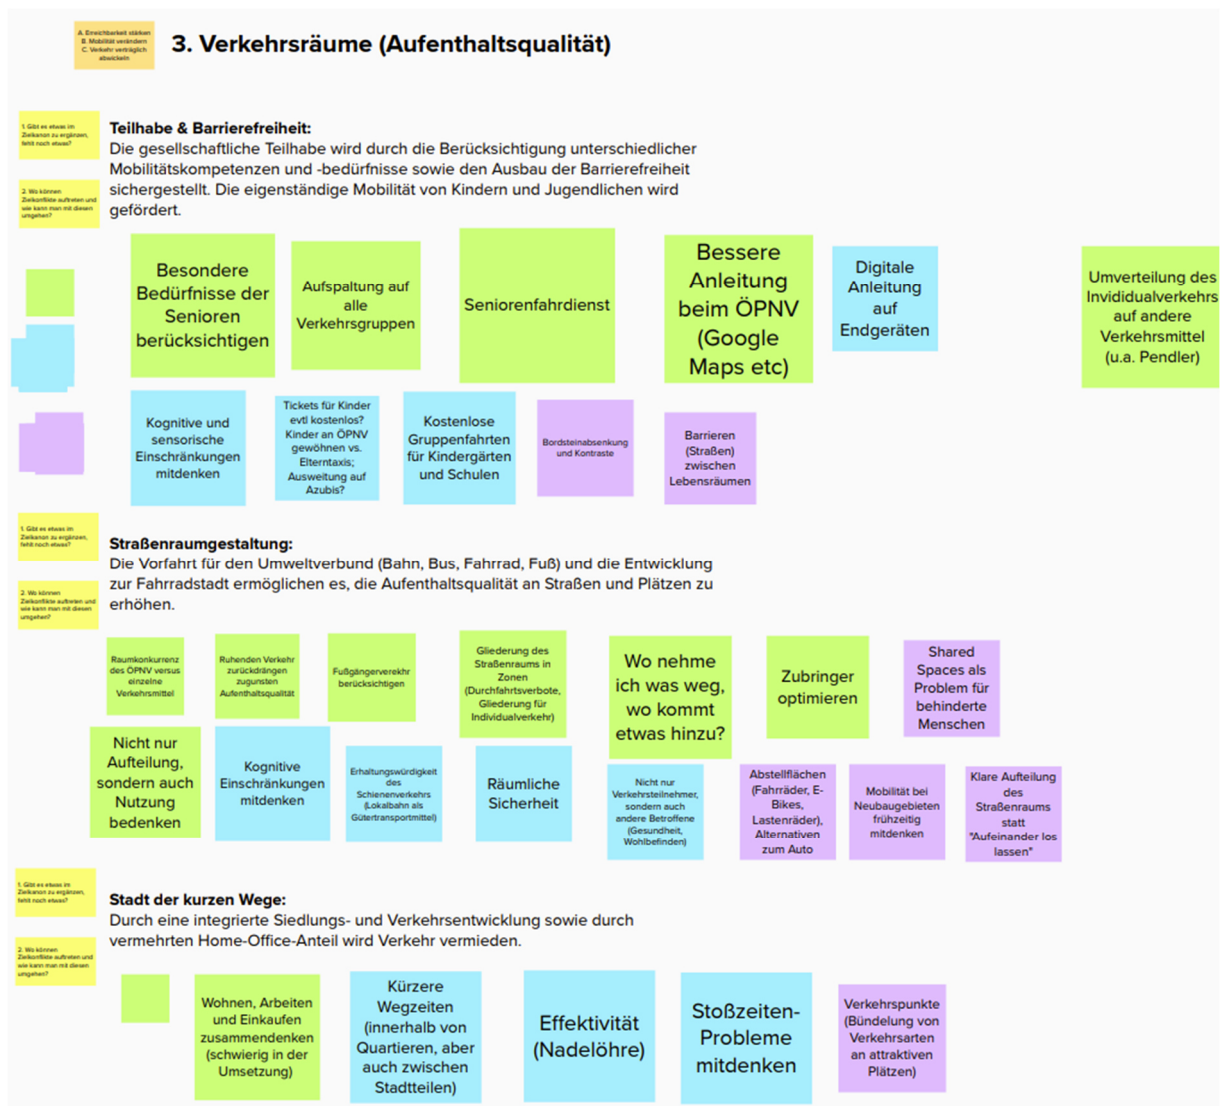 A. Erreichbarkeit stärken
B. Mobilität verändern
C. Verkehr verträglich
abwickeln
3. Verkehrsräume (Aufenthaltsqualität)
1. Gibt es etwas im
Zielkanon zu ergänzen,
fehlt noch etwas?
2. Wo können
Zielkonflikte auftreten und
wie kann man mit diesen
umgehen?
Teilhabe & Barrierefreiheit:
Die gesellschaftliche Teilhabe wird durch die Berücksichtigung unterschiedlicher
Mobilitätskompetenzen und -bedürfnisse sowie den Ausbau der Barrierefreiheit
sichergestellt. Die eigenständige Mobilität von Kindern und Jugendlichen wird
gefördert.
Besondere
Bedürfnisse der
Senioren
berücksichtigen
Aufspaltung auf
alle
Verkehrsgruppen
Seniorenfahrdienst
Bessere
Anleitung
beim ÖPNV
(Google
Maps etc)
Digitale
Anleitung
auf
Endgeräten
Umverteilung des
Invididualverkehrs
auf andere
Verkehrsmittel
(u.a. Pendler)
Kognitive und
sensorische
Einschränkungen
mitdenken
Tickets für Kinder
evtl kostenlos?
Kinder an ÖPNV
gewöhnen vs.
Elterntaxis;
Ausweitung auf
Azubis?
Kostenlose
Gruppenfahrten
für Kindergärten
und Schulen
Bordsteinabsenkung
und Kontraste
Barrieren
(Straßen)
zwischen
Lebensräumen
1. Gibt es etwas im
Zielkanon zu ergänzen,
fehlt noch etwas?
2. Wo können
Zielkonflikte auftreten und
wie kann man mit diesen
umgehen?
Straßenraumgestaltung:
Die Vorfahrt für den Umweltverbund (Bahn, Bus, Fahrrad, Fuß) und die Entwicklung
zur Fahrradstadt ermöglichen es, die Aufenthaltsqualität an Straßen und Plätzen zu
erhöhen.
Raumkonkurrenz
des ÖPNV versus
einzelne
Verkehrsmittel
Ruhenden Verkehr
zurückdrängen
zugunsten
Aufenthaltsqualität
Fußgängerverekhr
berücksichtigen
Gliederung des
Straßenraums in
Zonen
(Durchfahrtsverbote,
Gliederung für
Individualverkehr)
Wo nehme
ich was weg,
wo kommt
etwas hinzu?
Zubringer
optimieren
Shared
Spaces als
Problem für
behinderte
Menschen
Nicht nur
Aufteilung,
sondern auch
Nutzung
bedenken
Kognitive
Einschränkungen
mitdenken
Erhaltungswürdigkeit
des
Schienenverkehrs
(Lokalbahn als
Gütertransportmittel)
Räumliche
Sicherheit
Nicht nur
Verkehrsteilnehmer,
sondern auch
andere Betroffene
(Gesundheit,
Wohlbefinden)
Abstellflächen
(Fahrräder, E-
Bikes,
Lastenräder),
Alternativen
zum Auto
Mobilität bei
Neubaugebieten
frühzeitig
mitdenken
Klare Aufteilung
des
Straßenraums
statt
"Aufeinander los
lassen"
1. Gibt es etwas im
Zielkanon zu ergänzen,
fehlt noch etwas?
2. Wo können
Zielkonflikte auftreten und
wie kann man mit diesen
umgehen?
Stadt der kurzen Wege:
Durch eine integrierte Siedlungs- und Verkehrsentwicklung sowie durch
vermehrten Home-Office-Anteil wird Verkehr vermieden.
Wohnen, Arbeiten
und Einkaufen
zusammendenken
(schwierig in der
Umsetzung)
Kürzere
Wegzeiten
(innerhalb von
Quartieren, aber
auch zwischen
Stadtteilen)
Effektivität
(Nadelöhre)
Stoßzeiten-
Probleme
mitdenken
Verkehrspunkte
(Bündelung von
Verkehrsarten
an attraktiven
Plätzen)